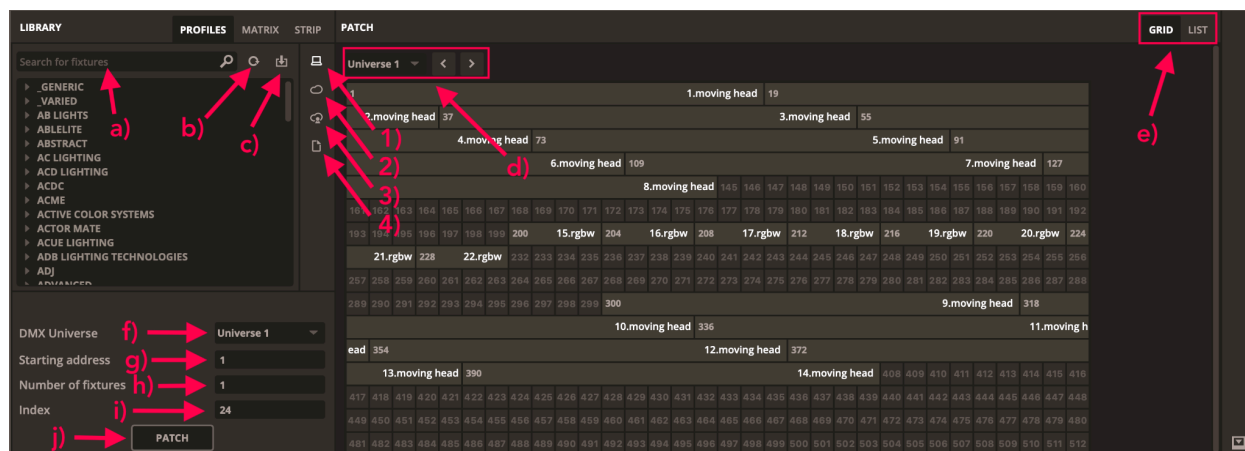 LIBRARY PROFILES MATRIX STRIP PATCH GRID LIST
Search for fixtures
a) b) c) d) e)
1)
2)
3)
4)
_GENERIC
_VARIED
AB LIGHTS
ABLELITE
ABSTRACT
AC LIGHTING
ACD LIGHTING
ACDC
ACME
ACTIVE COLOR SYSTEMS
ACTOR MATE
ACUE LIGHTING
ADB LIGHTING TECHNOLOGIES
ADJ
ADVANCED
DMX Universe f) Universe 1
Starting address g) 1
Number of fixtures h) 1
Index i) 24
j) PATCH
Universe 1 < >
1 1.moving head 19
2.moving head 37 3.moving head 55
4.moving head 73 5.moving head 91
6.moving head 109 7.moving head 127
8.moving head 145 146 147 148 149 150 151 152 153 154 155 156 157 158 159 160
161 162 163 164 165 166 167 168 169 170 171 172 173 174 175 176 177 178 179 180 181 182 183 184 185 186 187 188 189 190 191 192
193 194 195 196 197 198 199 200 15.rgbw 204 16.rgbw 208 17.rgbw 212 18.rgbw 216 19.rgbw 220 20.rgbw 224
21.rgbw 228 22.rgbw 232 233 234 235 236 237 238 239 240 241 242 243 244 245 246 247 248 249 250 251 252 253 254 255 256
257 258 259 260 261 262 263 264 265 266 267 268 269 270 271 272 273 274 275 276 277 278 279 280 281 282 283 284 285 286 287 288
289 290 291 292 293 294 295 296 297 298 299 300 9.moving head 318
10.moving head 336 11.moving h
ead 354 12.moving head 372
13.moving head 390 14.moving head 408 409 410 411 412 413 414 415 416
417 418 419 420 421 422 423 424 425 426 427 428 429 430 431 432 433 434 435 436 437 438 439 440 441 442 443 444 445 446 447 448
449 450 451 452 453 454 455 456 457 458 459 460 461 462 463 464 465 466 467 468 469 470 471 472 473 474 475 476 477 478 479 480
481 482 483 484 485 486 487 488 489 490 491 492 493 494 495 496 497 498 499 500 501 502 503 504 505 506 507 508 509 510 511 512